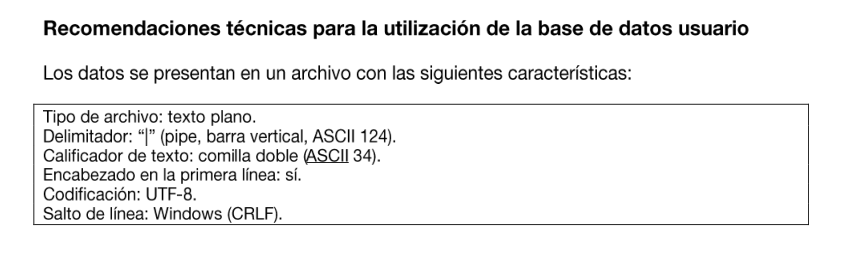 Recomendaciones técnicas para la utilización de la base de datos usuario
Los datos se presentan en un archivo con las siguientes características:
Tipo de archivo: texto plano.
Delimitador: “|” (pipe, barra vertical, ASCII 124).
Calificador de texto: comilla doble (ASCII 34).
Encabezado en la primera línea: sí.
Codificación: UTF-8.
Salto de línea: Windows (CRLF).